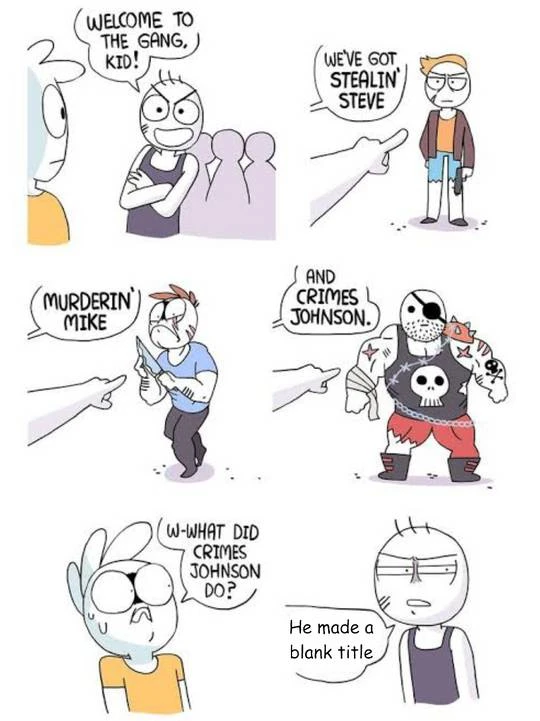 WELCOME TO
THE GANG,
KID!
WE'VE GOT
STEALIN'
STEVE
MURDERIN'
MIKE
AND
CRIMES
JOHNSON.
W-WHAT DID
CRIMES
JOHNSON
DO?
He made a
blank title